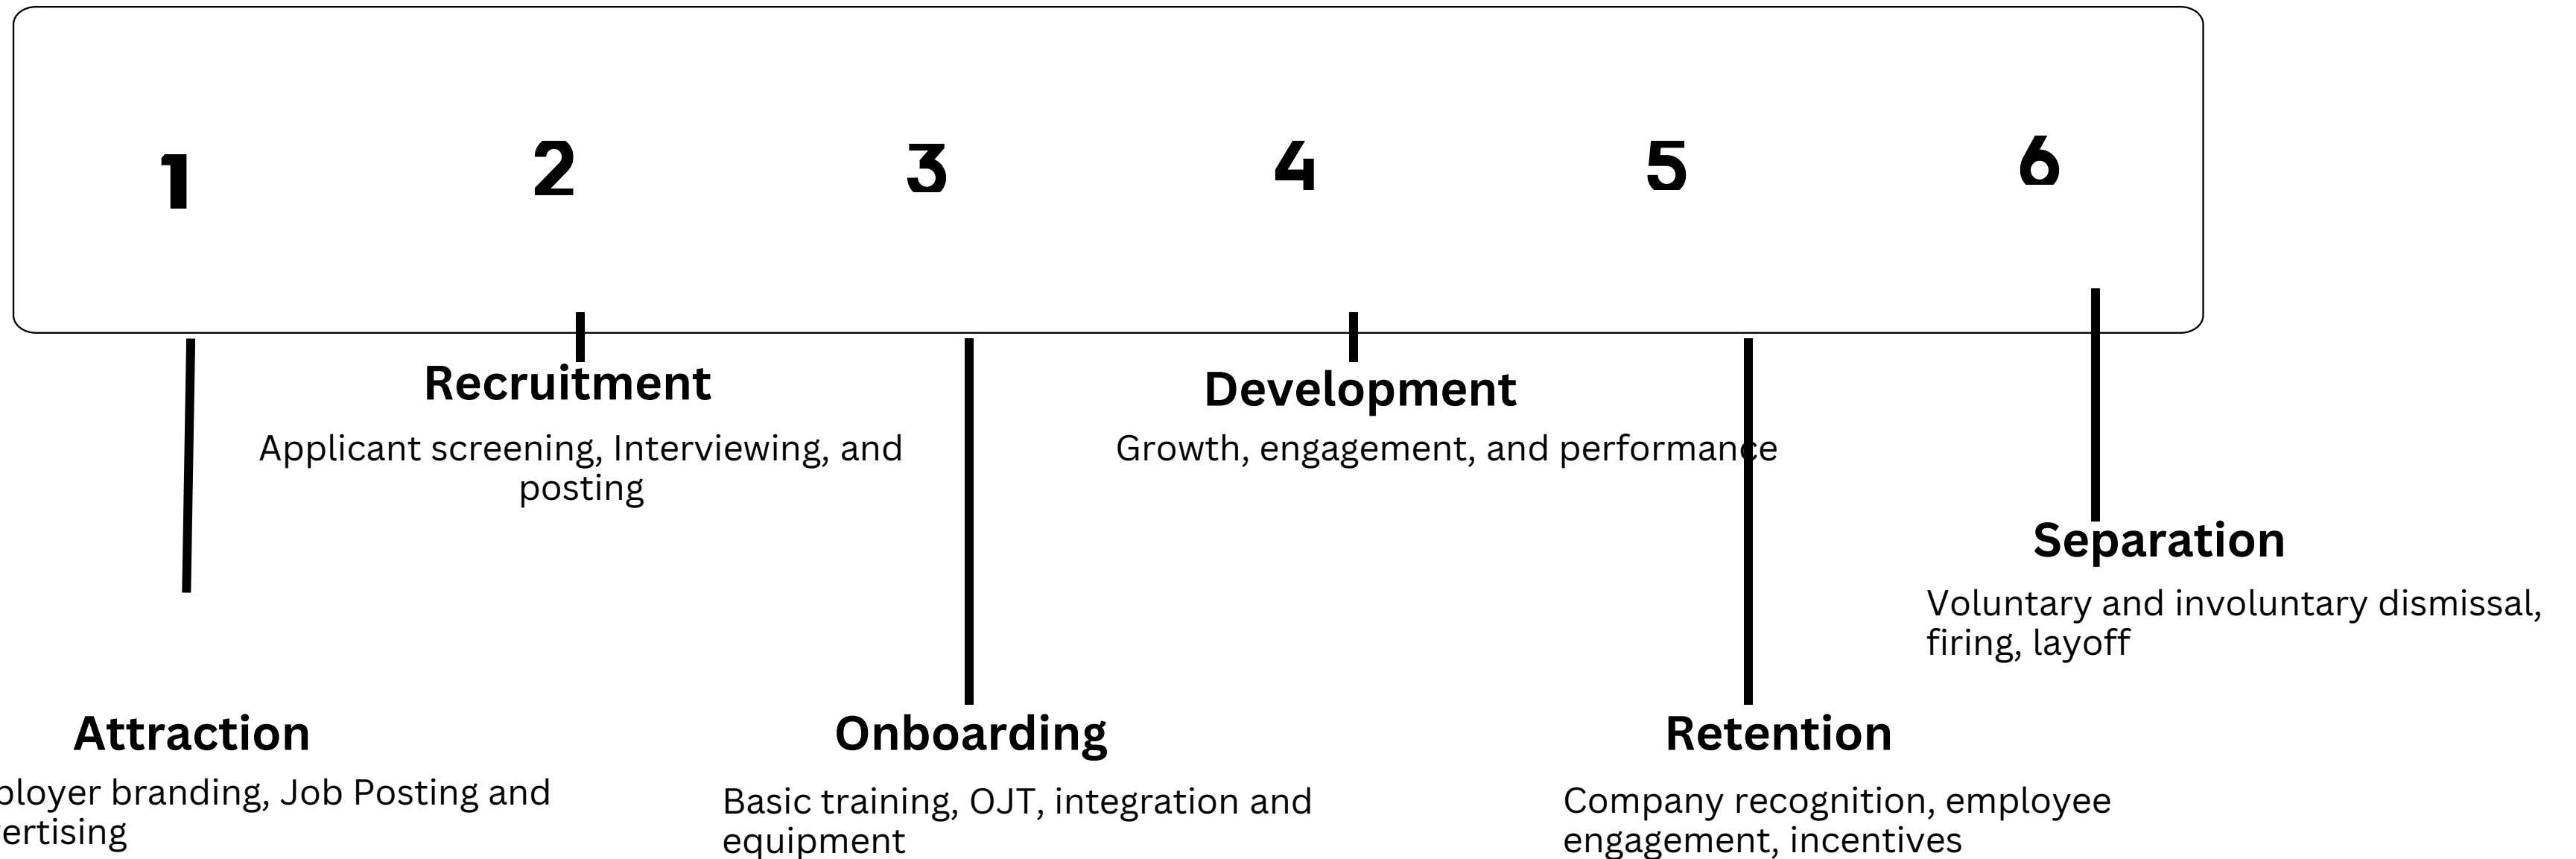 1
2
3
4
5
6
Recruitment
Applicant screening, Interviewing, and
posting
Development
Growth, engagement, and performance
Separation
Voluntary and involuntary dismissal,
firing, layoff
Attraction
branding, Job Posting and
Onboarding
Basic training, OJT, integration and
equipment
Retention
Company recognition, employee
engagement, incentives